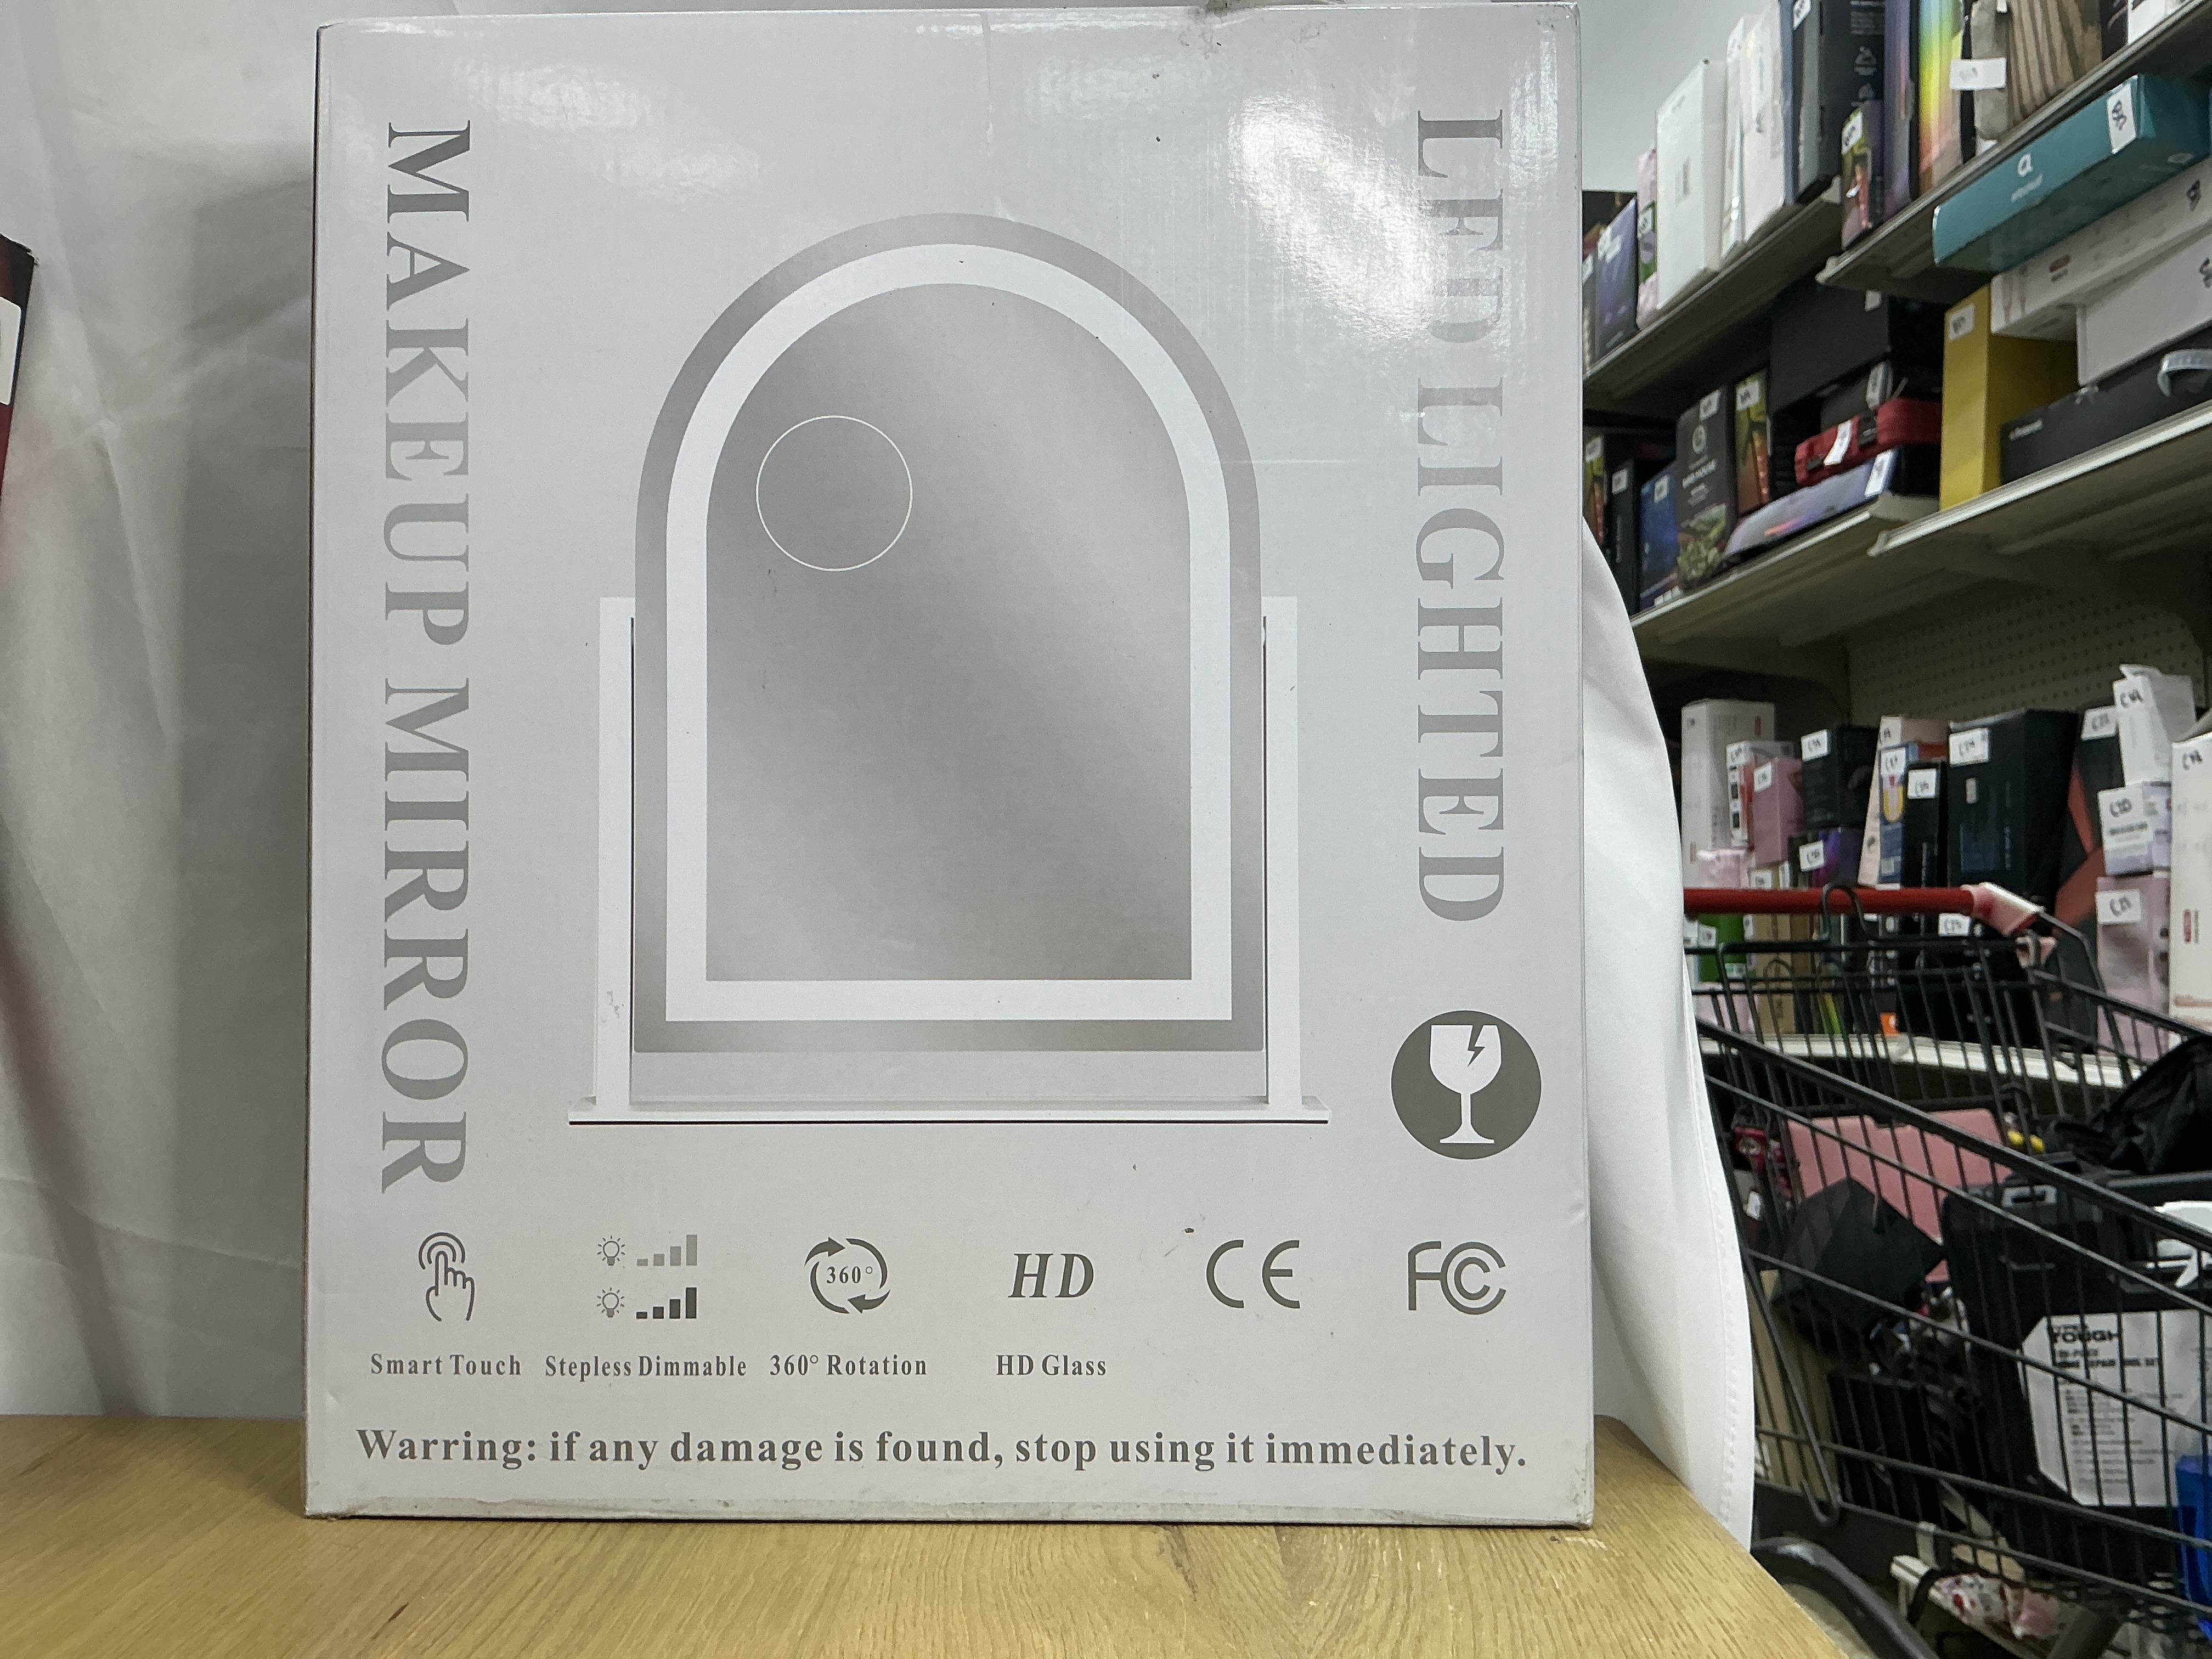 MAKEUP MIRROR
LED LIGHTED
360°
HD
CE
FC
Smart Touch
Stepless Dimmable
360° Rotation
HD Glass
Warring: if any damage is found, stop using it immediately.
TOUGH